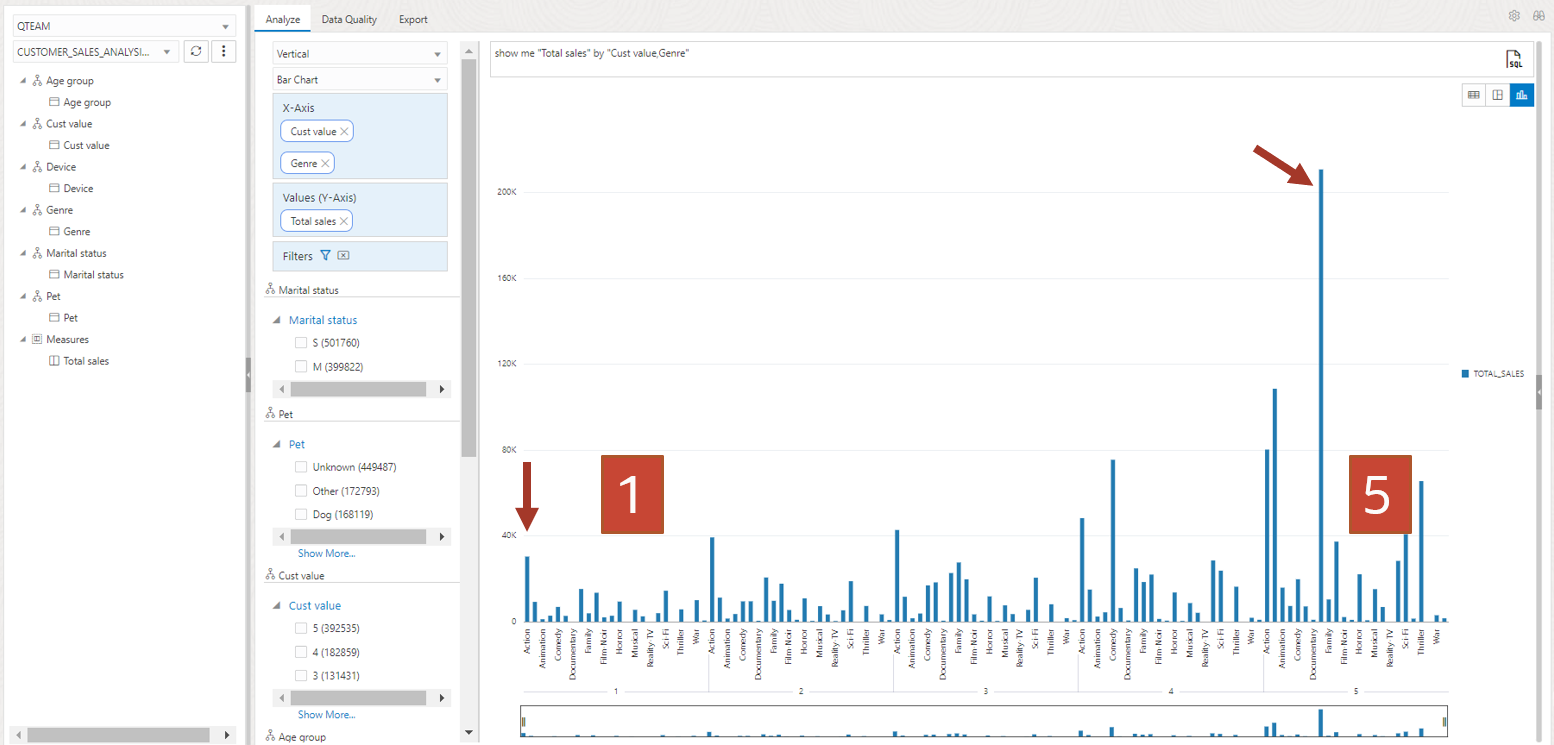 QTEAM
CUSTOMER_SALES_ANALYSI...
Age group
Age group
Cust value
Cust value
Device
Device
Genre
Genre
Marital status
Marital status
Pet
Pet
Measures
Total sales
Analyze Data Quality Export
Vertical
Bar Chart
X-Axis
Cust value
Genre
Values (Y-Axis)
Total sales
Filters
Marital status
Marital status
S (501760)
M (399822)
Pet
Pet
Unknown (449487)
Other (172793)
Dog (168119)
Show More...
Cust value
Cust value
5 (392535)
4 (182859)
3 (131431)
Show More...
Age group
show me "Total sales" by "Cust value,Genre"
SQL
200K
160K
120K
80K
40K
0
1
5
TOTAL_SALES
Action Animation Comedy Documentary Family Film-Noir Horror Musical Reality-TV Sci-Fi Thriller War
Action Animation Comedy Documentary Family Film-Noir Horror Musical Reality-TV Sci-Fi Thriller War
Action Animation Comedy Documentary Family Film-Noir Horror Musical Reality-TV Sci-Fi Thriller War
Action Animation Comedy Documentary Family Film-Noir Horror Musical Reality-TV Sci-Fi Thriller War
Action Animation Comedy Documentary Family Film-Noir Horror Musical Reality-TV Sci-Fi Thriller War
1 2 3 4 5